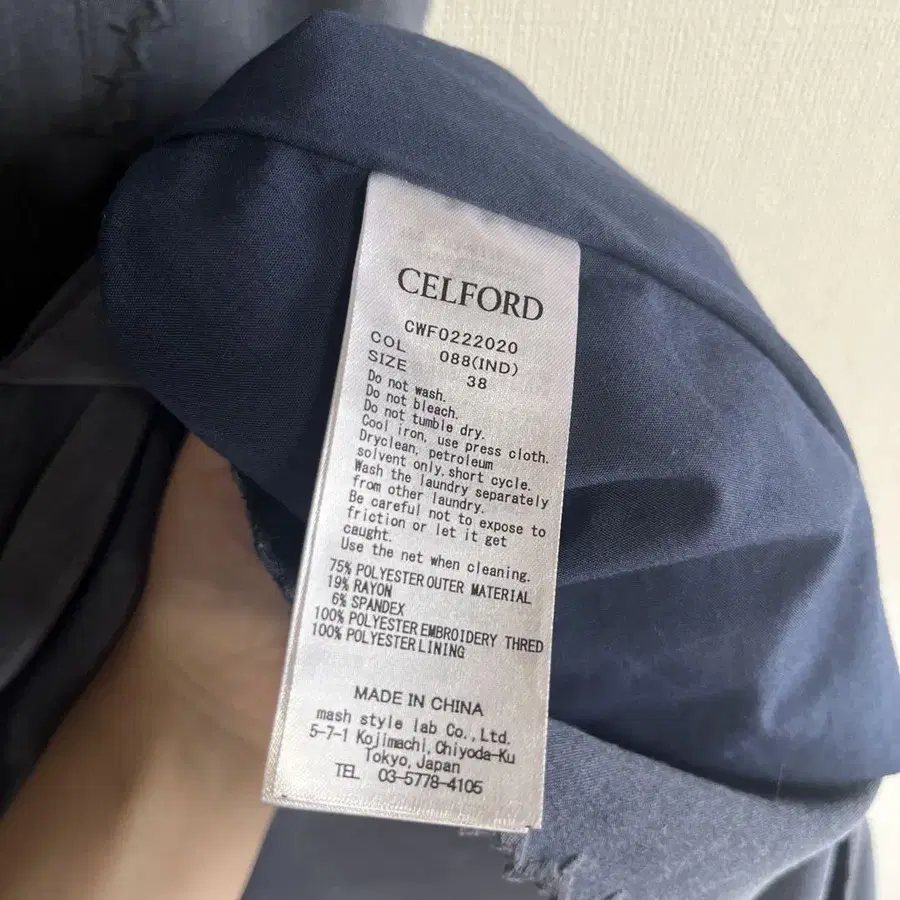 CELFORD
CWF0222020
COL 088(IND)
SIZE 38
Do not wash.
Do not bleach.
Do not tumble dry.
Cool iron, use press cloth.
Dryclean, petroleum
solvent only, short cycle.
Wash the laundry separately
from other laundry.
Be careful not to expose to
friction or let it get
caught.
Use the net when cleaning.
75% POLYESTER OUTER MATERIAL
19% RAYON
6% SPANDEX
100% POLYESTER EMBROIDERY THRED
100% POLYESTER LINING
MADE IN CHINA
mash style lab Co., Ltd.
5-7-1 Kojimachi, Chiyoda-Ku
Tokyo, Japan
TEL 03-5778-4105